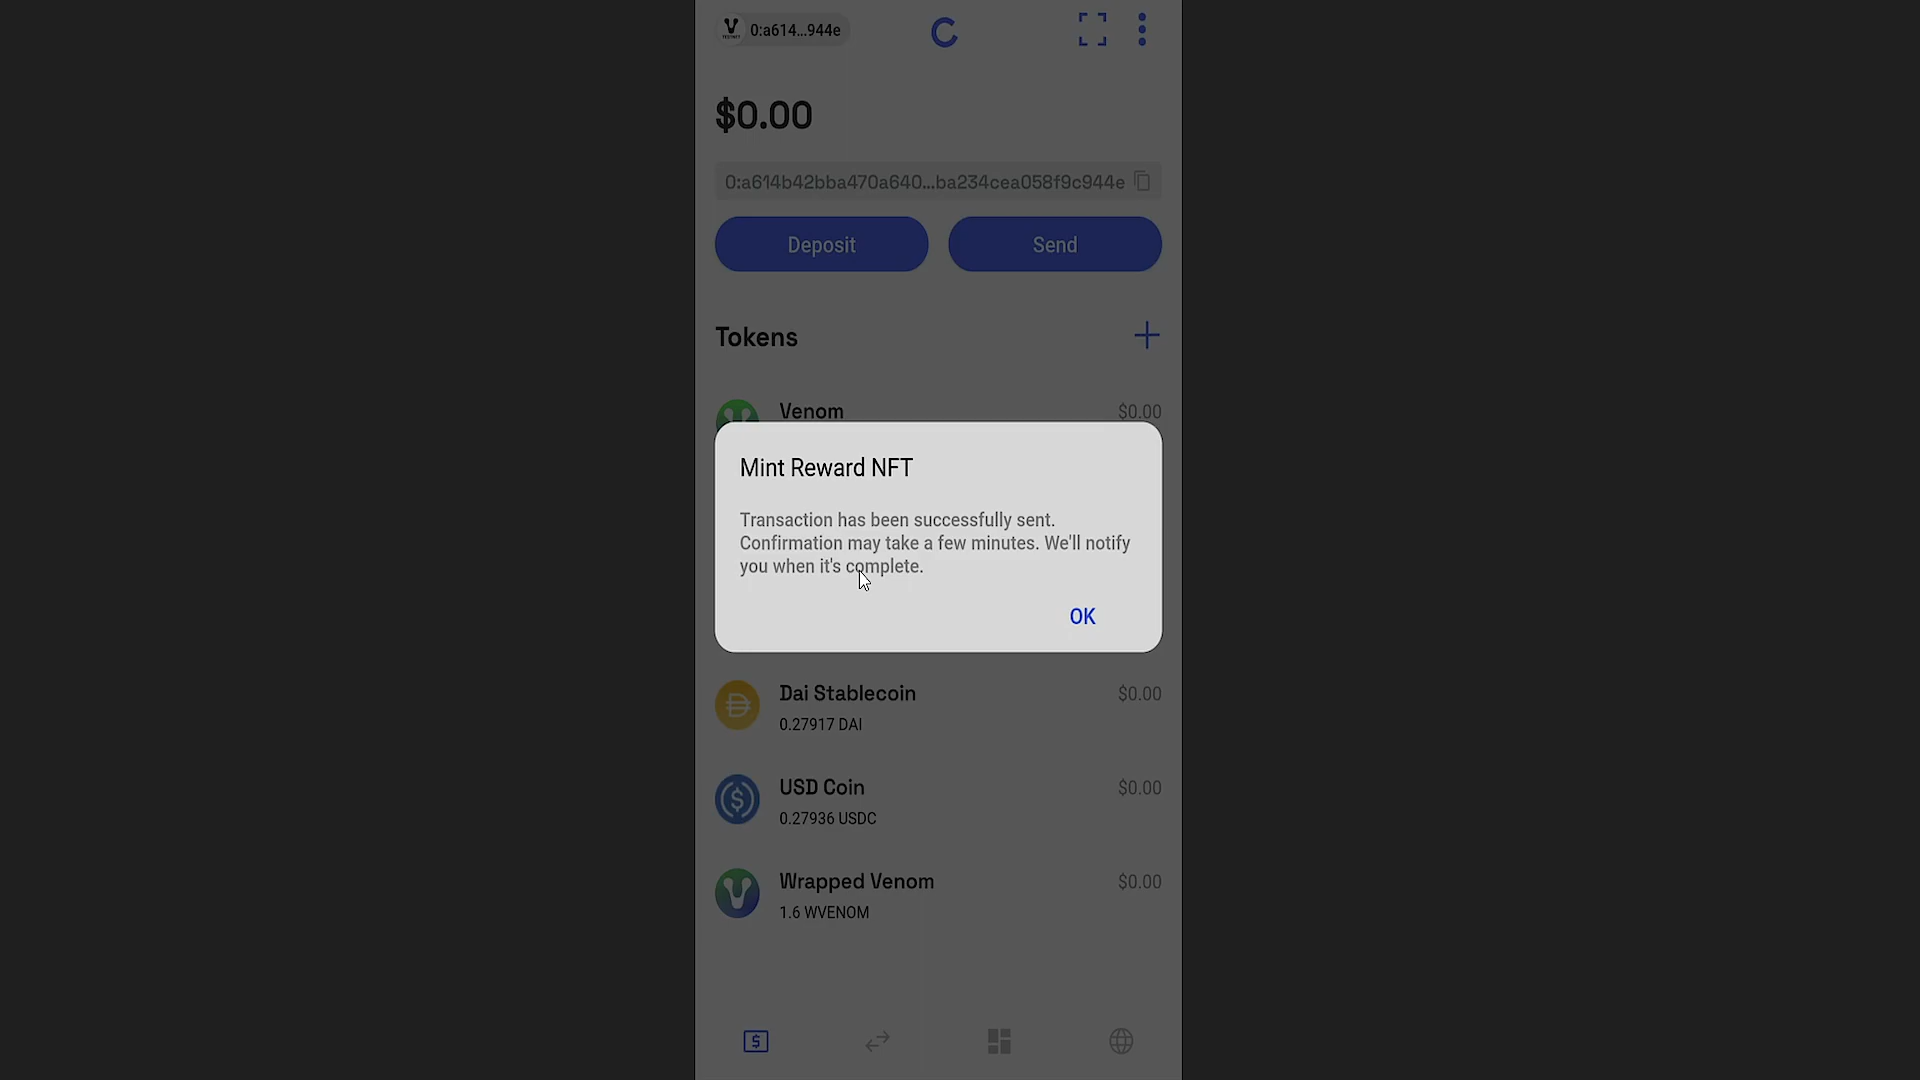 0:a614...944e
$0.00
0:a614b42bba470a640...ba234cea058f9c944e
Deposit
Send
Tokens
Venom
$0.00
Mint Reward NFT
Transaction has been successfully sent.
Confirmation may take a few minutes. We'll notify
you when it's complete.
OK
Dai Stablecoin
$0.00
0.27917 DAI
USD Coin
$0.00
0.27936 USDC
Wrapped Venom
$0.00
1.6 WVENOM